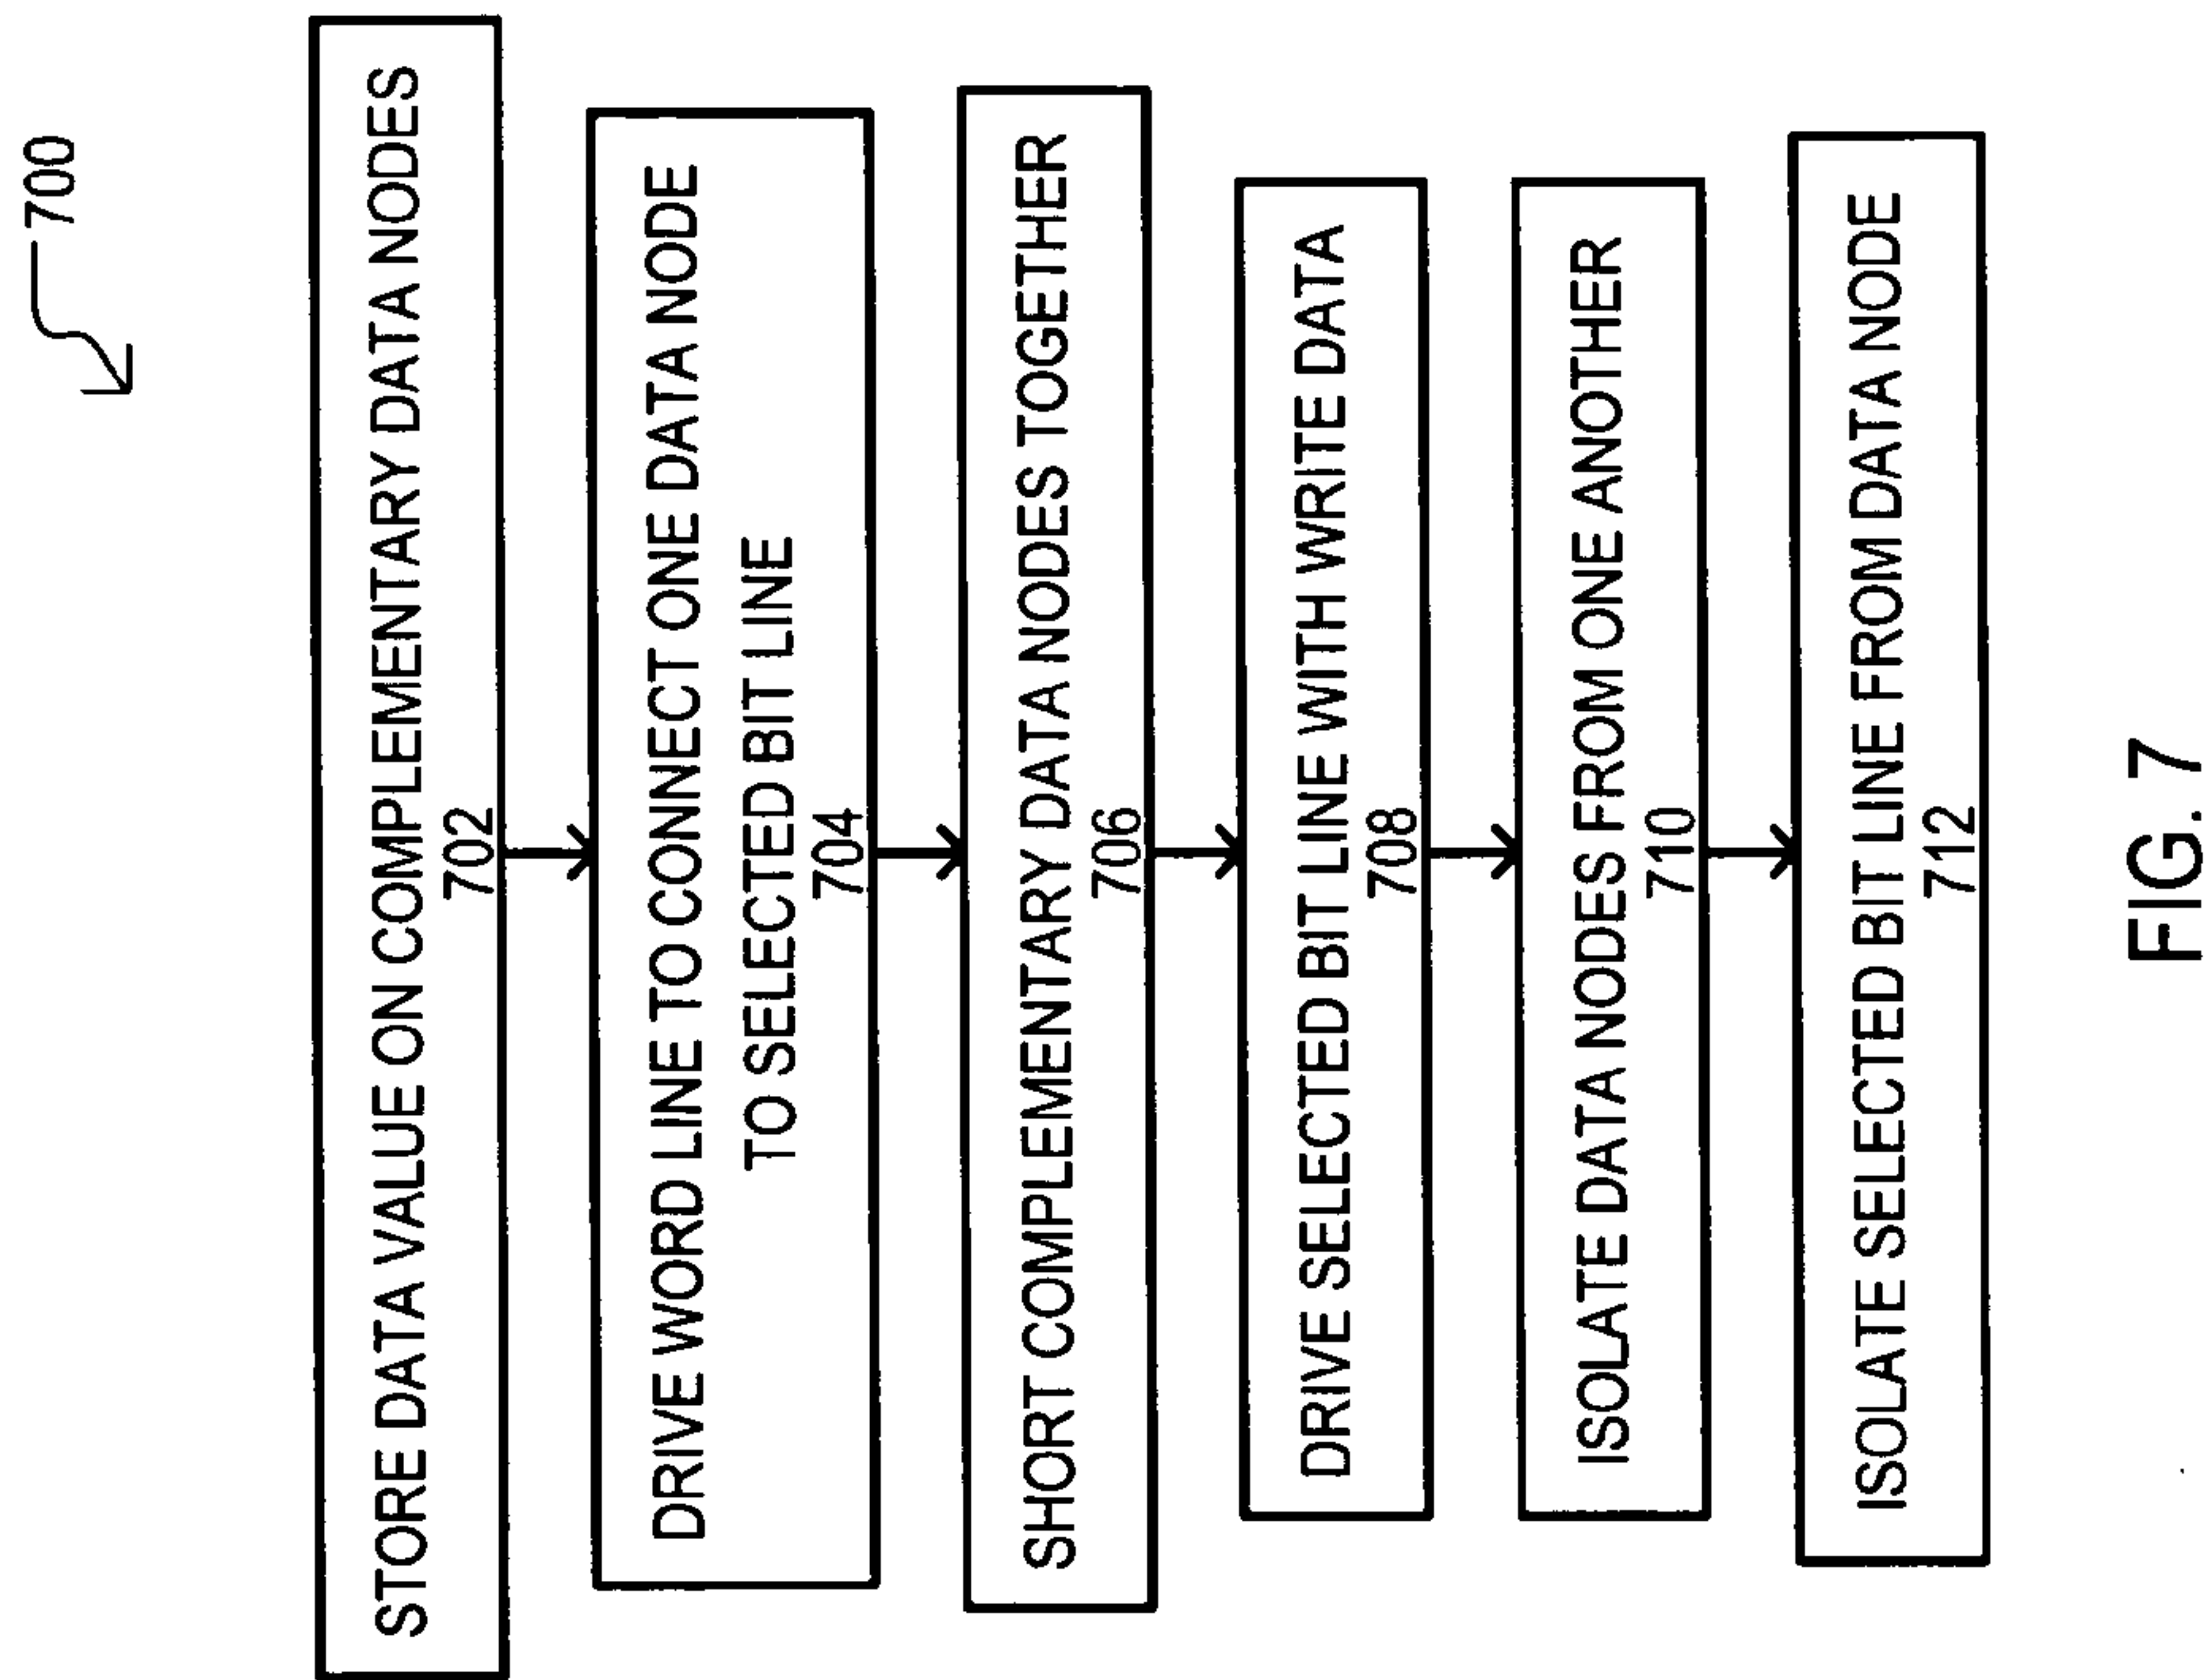 700
STORE DATA VALUE ON COMPLEMENTARY DATA NODES
702
DRIVE WORD LINE TO CONNECT ONE DATA NODE
TO SELECTED BIT LINE
704
SHORT COMPLEMENTARY DATA NODES TOGETHER
706
DRIVE SELECTED BIT LINE WITH WRITE DATA
708
ISOLATE DATA NODES FROM ONE ANOTHER
710
ISOLATE SELECTED BIT LINE FROM DATA NODE
712
FIG. 7